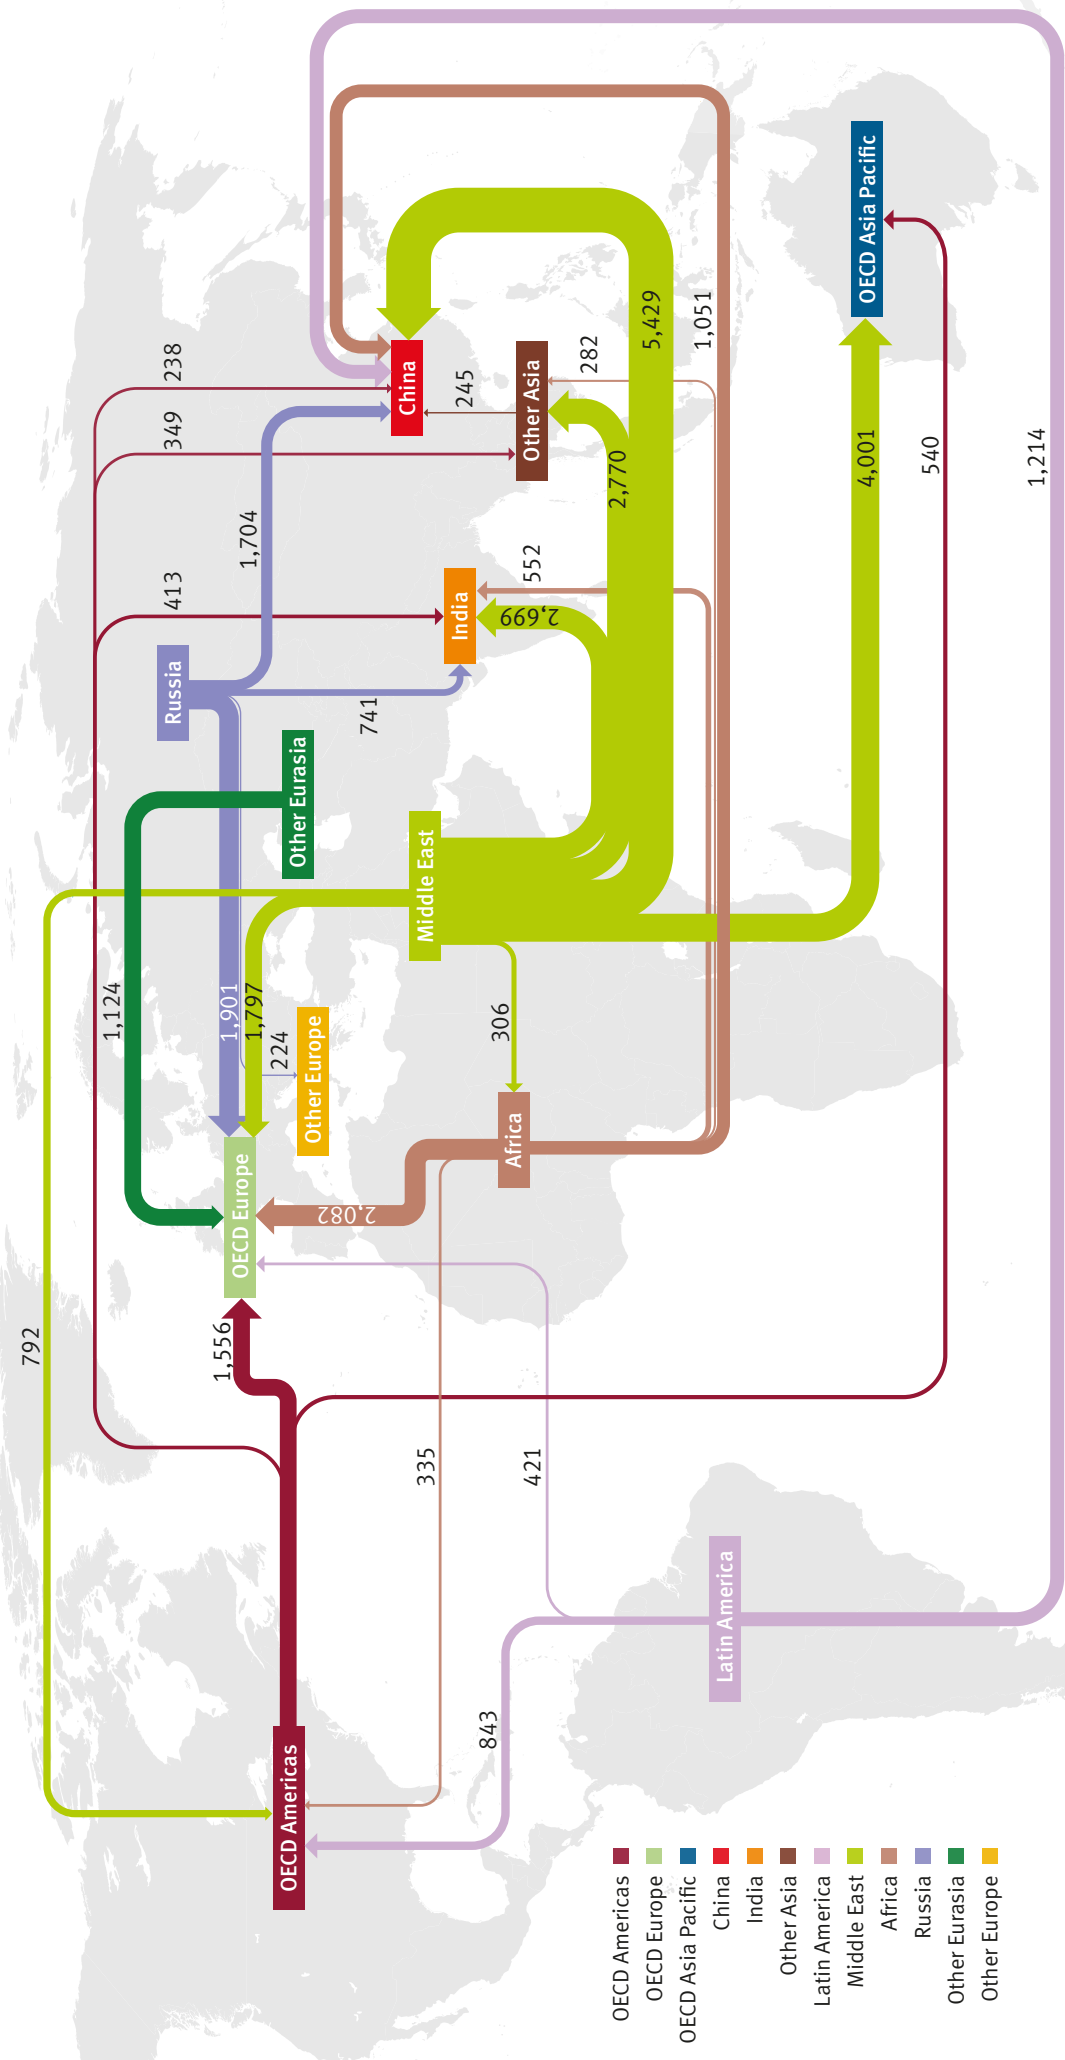 792
1,124
238
349
413
1,704
Russia
741
Other Eurasia
1,901
1,797
224
Other Europe
OECD Europe
1,556
OECD Americas
China
245
Other Asia
282
India
552
2,699
2,770
5,429
1,051
Middle East
306
Africa
2,082
335
421
843
Latin America
OECD Asia Pacific
4,001
540
1,214
OECD Americas
OECD Europe
OECD Asia Pacific
China
India
Other Asia
Latin America
Middle East
Africa
Russia
Other Eurasia
Other Europe